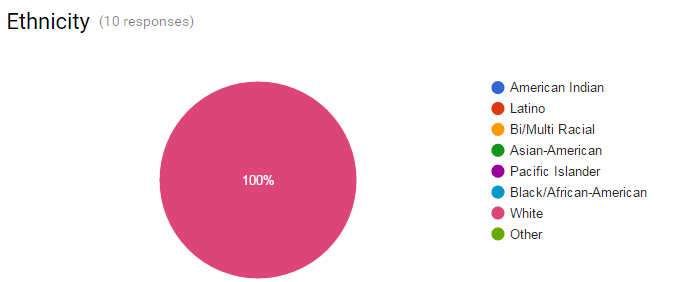 Ethnicity (10 responses)
American Indian
Latino
Bi/Multi Racial
Asian-American
100%
Pacific Islander
Black/African-American
White
Other